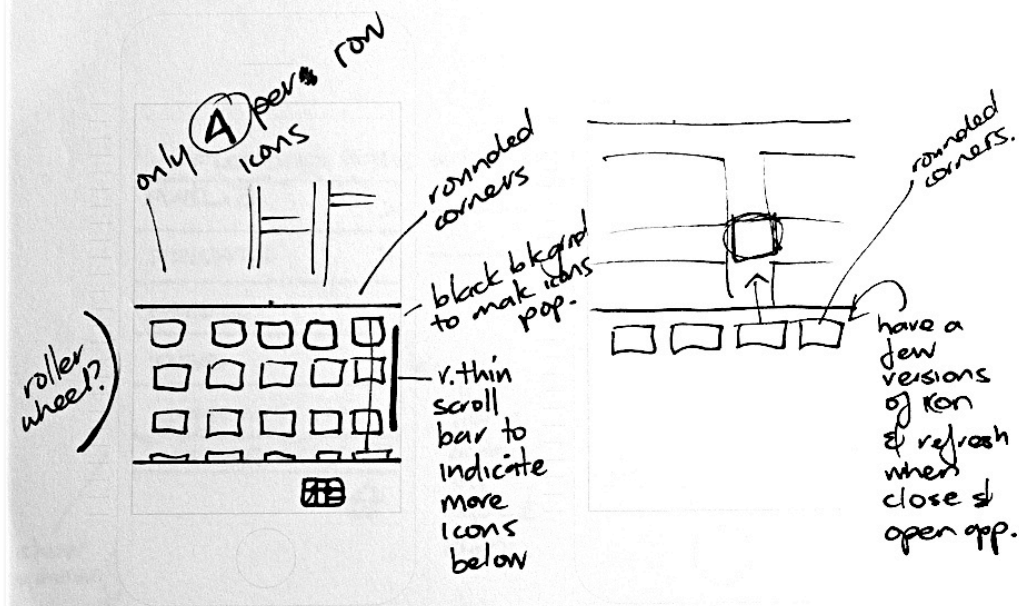 only 4 per row
icons
rounded
corners
black bkgrnd
to mak icons
pop.
roller
wheel?
v.thin
scroll
bar to
indicate
more
icons
below
rounded
corners.
have a
few
versions
of icon
& refresh
when
close &
open app.